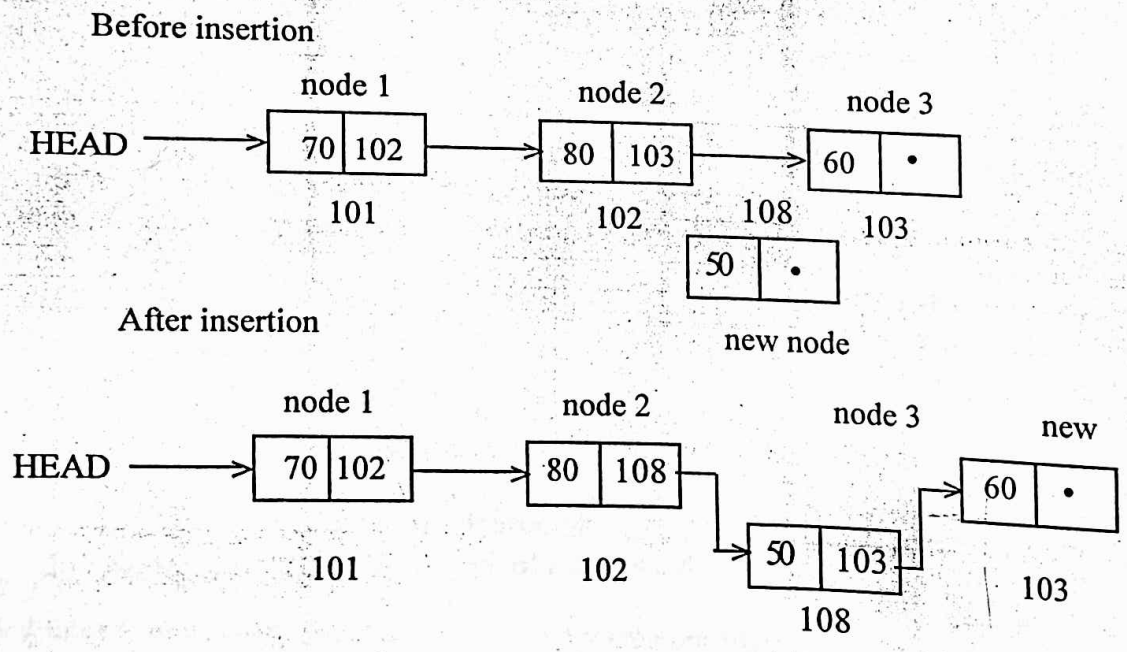 Before insertion
node 1 node 2 node 3
HEAD 70 102 80 103 60 •
101 102 108 103
50 •
new node
After insertion
node 1 node 2 node 3 new
HEAD 70 102 80 108 60 •
50 103
101 102 103
108